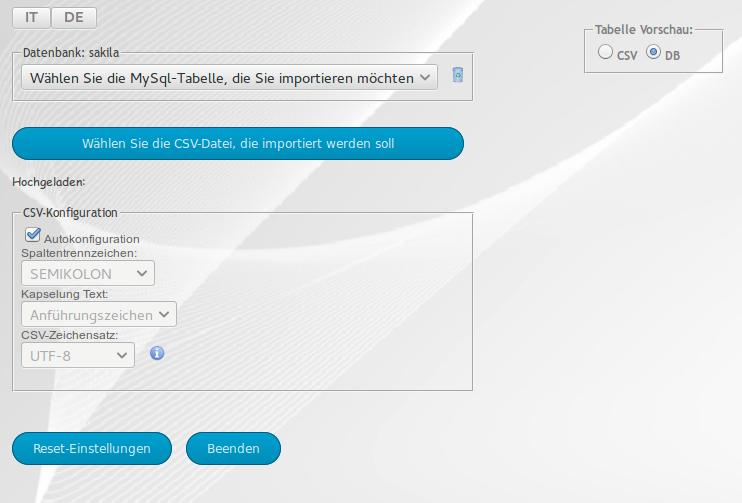 IT DE
Tabelle Vorschau:
CSV DB
Datenbank: sakila
Wählen Sie die MySql-Tabelle, die Sie importieren möchten
Wählen Sie die CSV-Datei, die importiert werden soll
Hochgeladen:
CSV-Konfiguration
Autokonfiguration
Spaltentrennzeichen:
SEMIKOLON
Kapselung Text:
Anführungszeichen
CSV-Zeichensatz:
UTF-8
Reset-Einstellungen Beenden